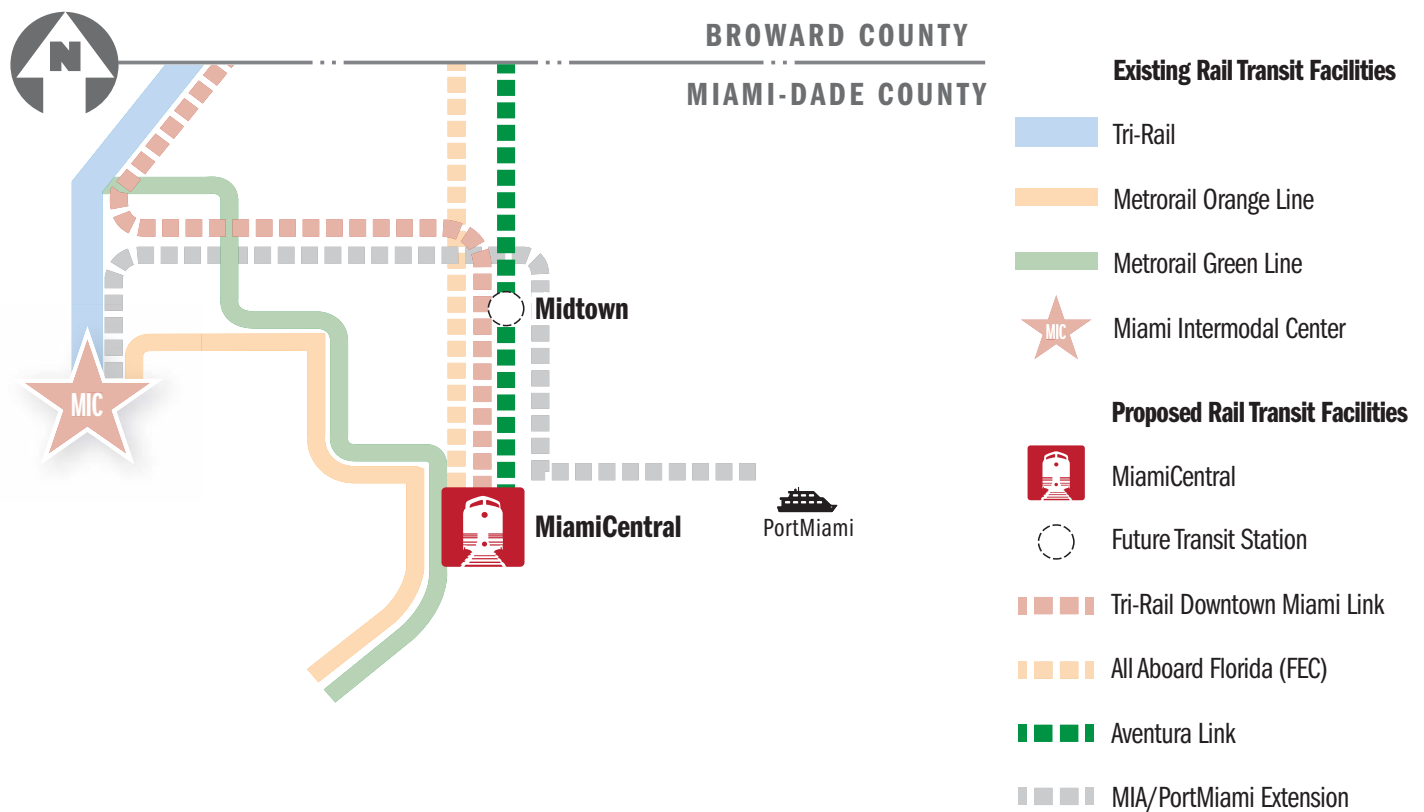 N
BROWARD COUNTY
MIAMI-DADE COUNTY
Midtown
MIC
MiamiCentral
PortMiami
Existing Rail Transit Facilities
Tri-Rail
Metrorail Orange Line
Metrorail Green Line
MIC
Miami Intermodal Center
Proposed Rail Transit Facilities
MiamiCentral
Future Transit Station
Tri-Rail Downtown Miami Link
All Aboard Florida (FEC)
Aventura Link
MIA/PortMiami Extension